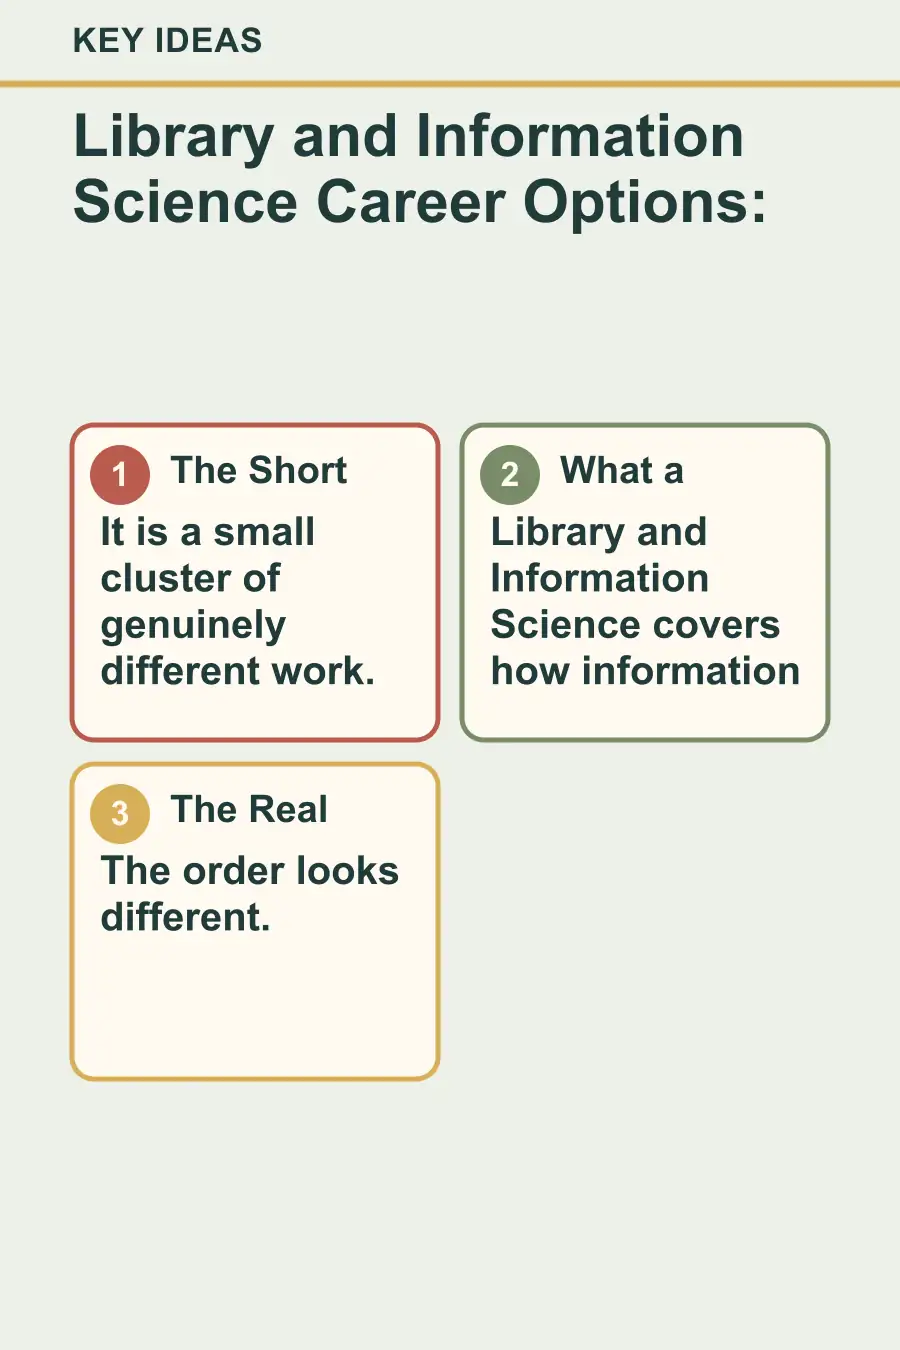 KEY IDEAS
Library and Information
Science Career Options:
1 The Short
It is a small
cluster of
genuinely
different work.
2 What a
Library and
Information
Science covers
how information
3 The Real
The order looks
different.